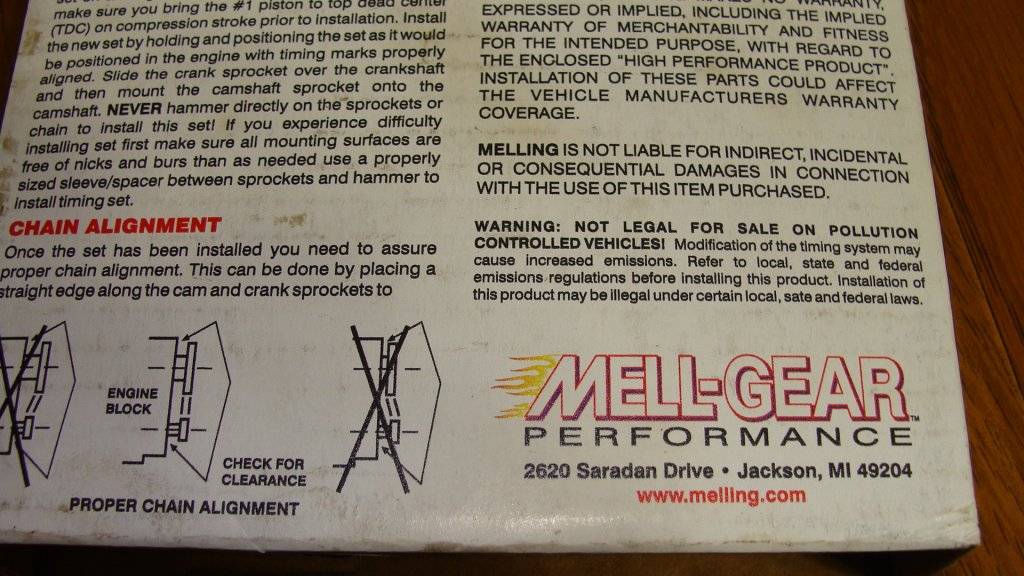 make sure you bring the #1 piston to top dead center
(TDC) on compression stroke prior to installation. Install
the new set by holding and positioning the set as it would
be positioned in the engine with timing marks properly
aligned. Slide the crank sprocket over the crankshaft
and then mount the camshaft sprocket onto the
camshaft. NEVER hammer directly on the sprockets or
chain to install this set! If you experience difficulty
installing set first make sure all mounting surfaces are
free of nicks and burs than as needed use a properly
sized sleeve/spacer between sprockets and hammer to
install timing set.
CHAIN ALIGNMENT
Once the set has been installed you need to assure
proper chain alignment. This can be done by placing a
straight edge along the cam and crank sprockets to
ENGINE
BLOCK
CHECK FOR
CLEARANCE
PROPER CHAIN ALIGNMENT
MAKES NO WARRANTY,
EXPRESSED OR IMPLIED, INCLUDING THE IMPLIED
WARRANTY OF MERCHANTABILITY AND FITNESS
FOR THE INTENDED PURPOSE, WITH REGARD TO
THE ENCLOSED "HIGH PERFORMANCE PRODUCT".
INSTALLATION OF THESE PARTS COULD AFFECT
THE VEHICLE MANUFACTURERS WARRANTY
COVERAGE.
MELLING IS NOT LIABLE FOR INDIRECT, INCIDENTAL
OR CONSEQUENTIAL DAMAGES IN CONNECTION
WITH THE USE OF THIS ITEM PURCHASED.
WARNING: NOT LEGAL FOR SALE ON POLLUTION
CONTROLLED VEHICLES! Modification of the timing system may
cause increased emissions. Refer to local, state and federal
emissions regulations before installing this product. Installation of
this product may be illegal under certain local, sate and federal laws.
MELL-GEAR™
PERFORMANCE
2620 Saradan Drive • Jackson, MI 49204
www.melling.com